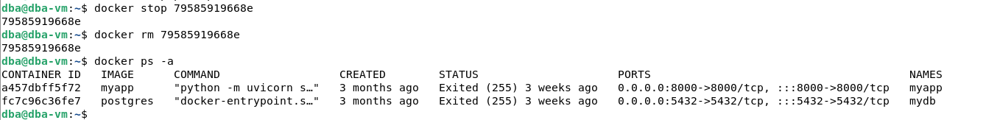 dba@dba-vm:~$ docker stop 79585919668e
79585919668e
dba@dba-vm:~$ docker rm 79585919668e
79585919668e
dba@dba-vm:~$ docker ps -a
CONTAINER ID   IMAGE      COMMAND                  CREATED        STATUS                     PORTS                                       NAMES
a457dbff5f72   myapp      "python -m uvicorn s…"   3 months ago   Exited (255) 3 weeks ago   0.0.0.0:8000->8000/tcp, :::8000->8000/tcp   myapp
fc7c96c36fe7   postgres   "docker-entrypoint.s…"   3 months ago   Exited (255) 3 weeks ago   0.0.0.0:5432->5432/tcp, :::5432->5432/tcp   mydb
dba@dba-vm:~$